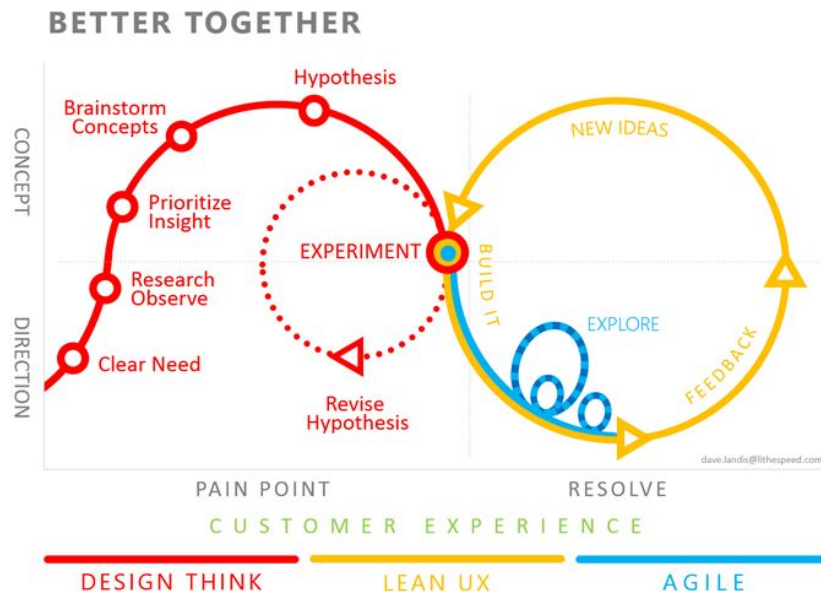 BETTER TOGETHER
Hypothesis
Brainstorm
Concepts
NEW IDEAS
CONCEPT
Prioritize
Insight
EXPERIMENT
BUILD IT
Research
Observe
EXPLORE
DIRECTION
Clear Need
FEEDBACK
Revise
Hypothesis
dave.landis@lithespeed.com
PAIN POINT
RESOLVE
CUSTOMER EXPERIENCE
DESIGN THINK
LEAN UX
AGILE